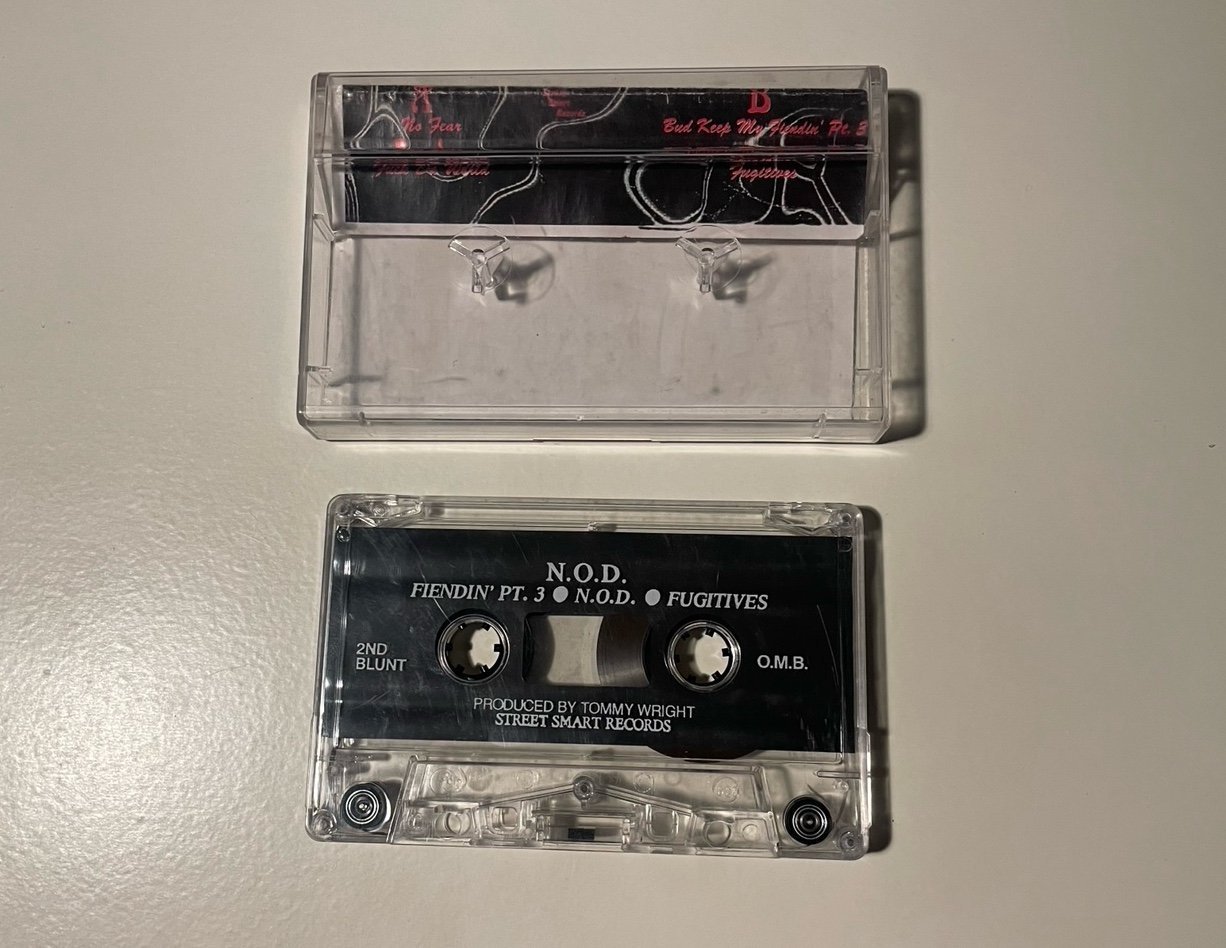 A
B
No Fear
Records
Bud Keep My Fiendin' Pt. 3
Fugitives
N.O.D.
FIENDIN' PT. 3 ● N.O.D. ● FUGITIVES
2ND
BLUNT
O.M.B.
PRODUCED BY TOMMY WRIGHT
STREET SMART RECORDS